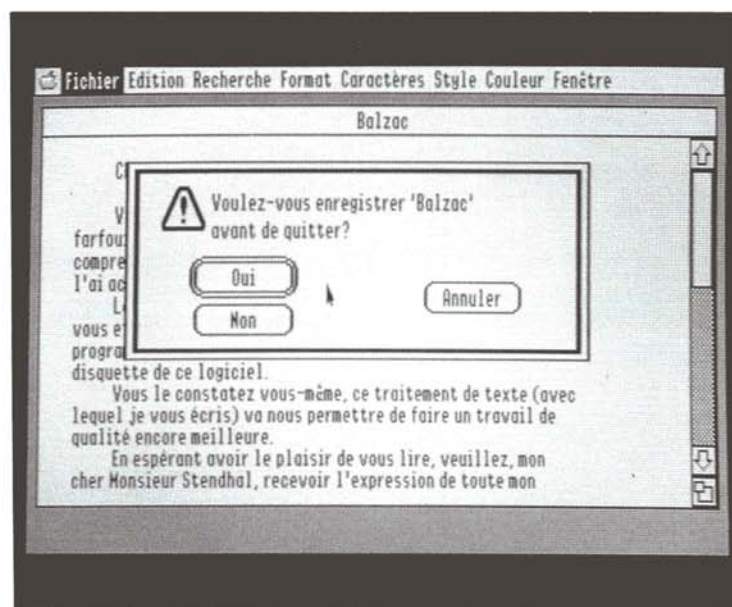 Fichier Edition Recherche Format Caractères Style Couleur Fenêtre
Balzac
Voulez-vous enregistrer 'Balzac'
avant de quitter?
Oui
Non
Annuler
disquette de ce logiciel.
Vous le constatez vous-même, ce traitement de texte (avec
lequel je vous écris) va nous permettre de faire un travail de
qualité encore meilleure.
En espérant avoir le plaisir de vous lire, veuillez, mon
cher Monsieur Stendhal, recevoir l'expression de toute mon